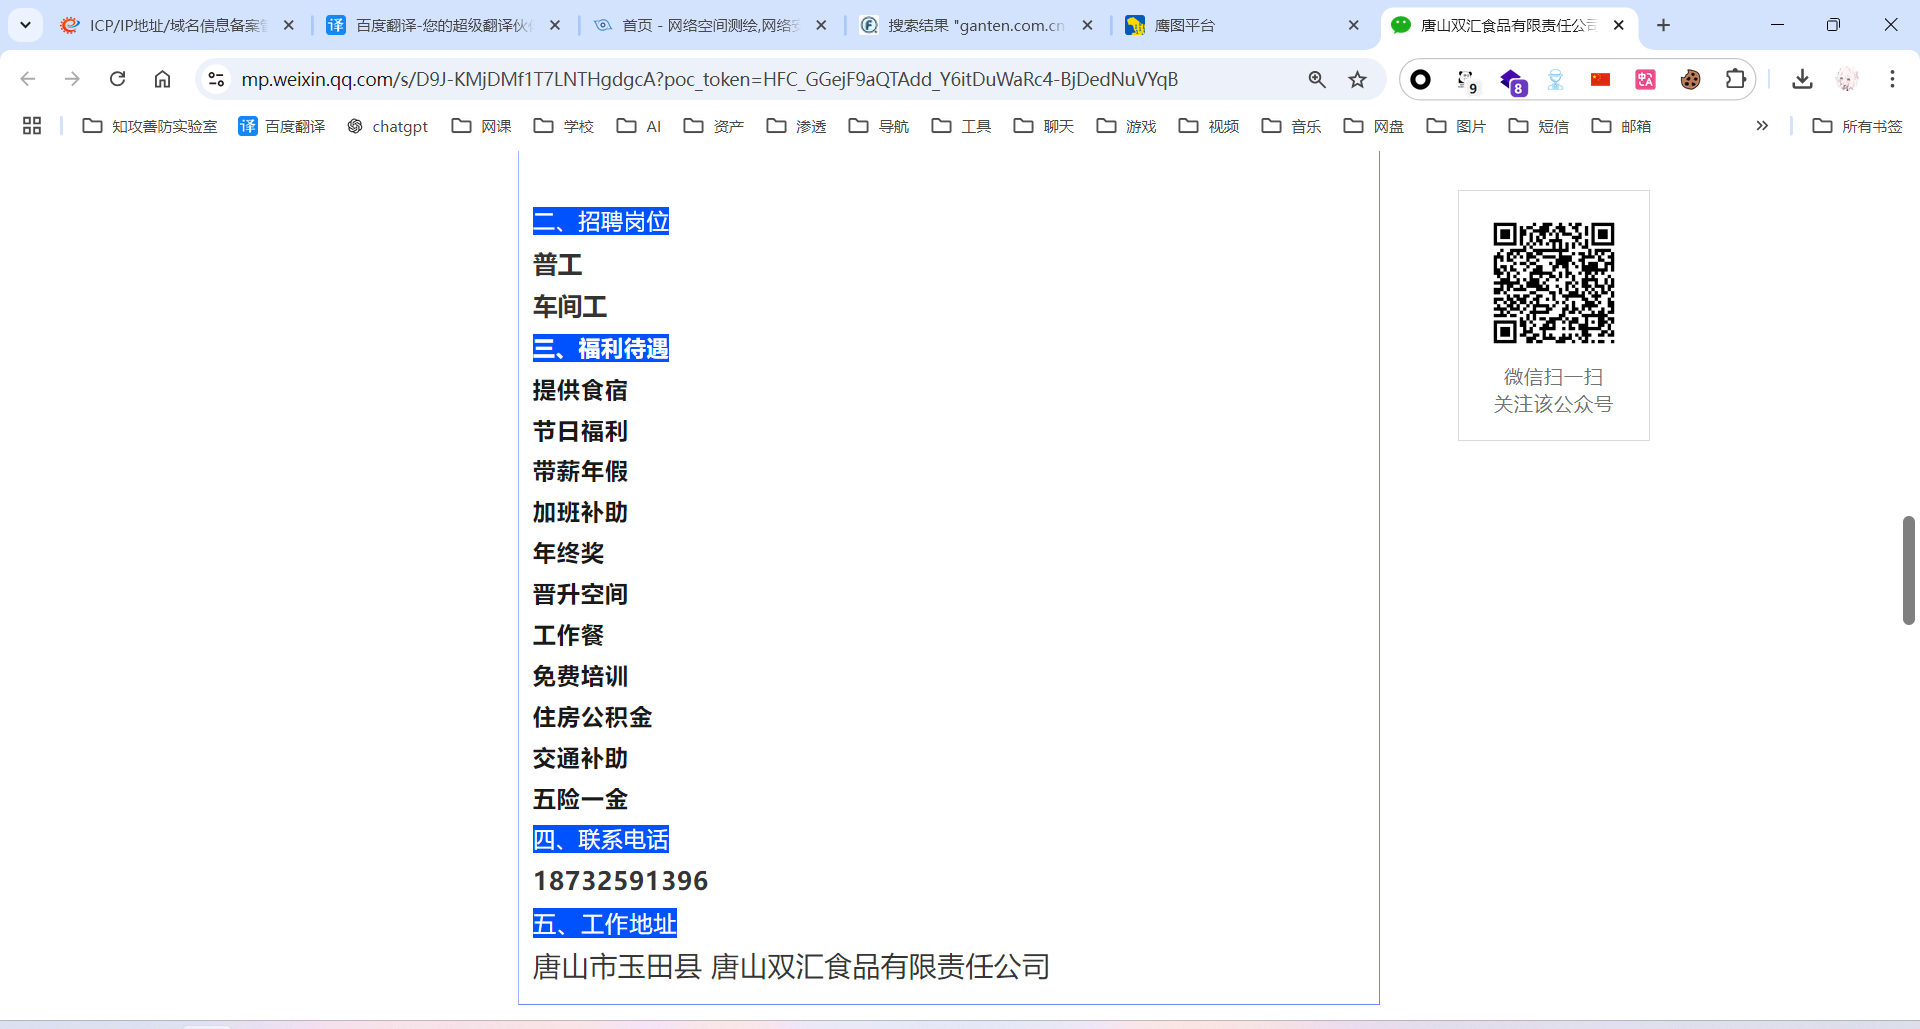 ICP/IP地址/域名信息备案管
百度翻译-您的超级翻译伙伴
首页 - 网络空间测绘,网络安
搜索结果 "ganten.com.cn
鹰图平台
唐山双汇食品有限责任公司
mp.weixin.qq.com/s/D9J-KMjDMf1T7LNTHgdgcA?poc_token=HFC_GGejF9aQTAdd_Y6itDuWaRc4-BjDedNuVYqB
9
8
知攻善防实验室
译 百度翻译
chatgpt
网课
学校
AI
资产
渗透
导航
工具
聊天
游戏
视频
音乐
网盘
图片
短信
邮箱
所有书签
二、招聘岗位
普工
车间工
三、福利待遇
提供食宿
节日福利
带薪年假
加班补助
年终奖
晋升空间
工作餐
免费培训
住房公积金
交通补助
五险一金
四、联系电话
18732591396
五、工作地址
唐山市玉田县 唐山双汇食品有限责任公司
微信扫一扫
关注该公众号